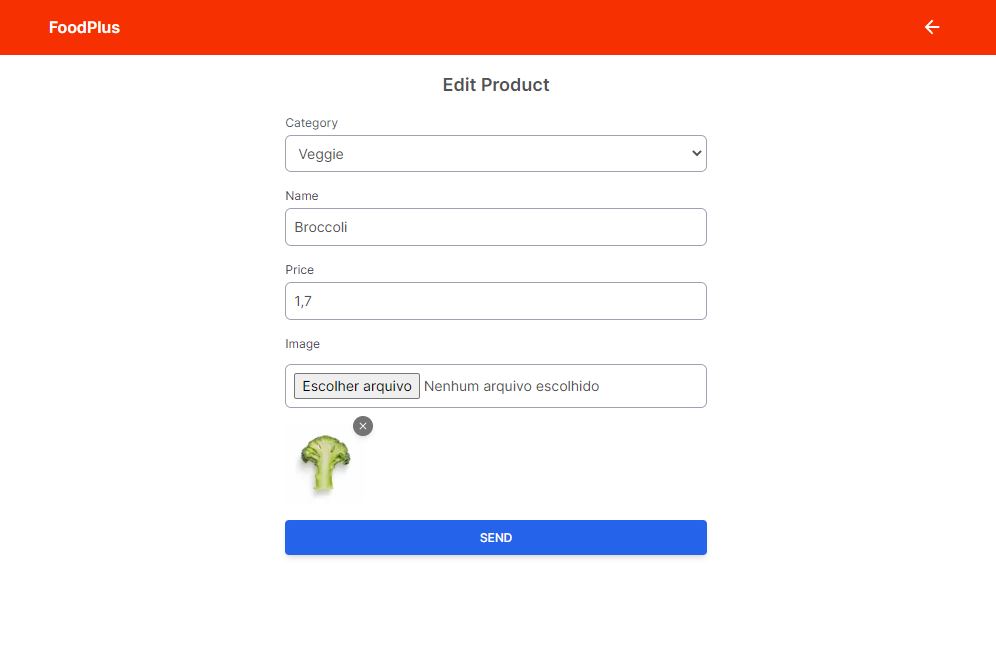 FoodPlus
Edit Product
Category
Veggie
Name
Broccoli
Price
1,7
Image
Escolher arquivo Nenhum arquivo escolhido
SEND